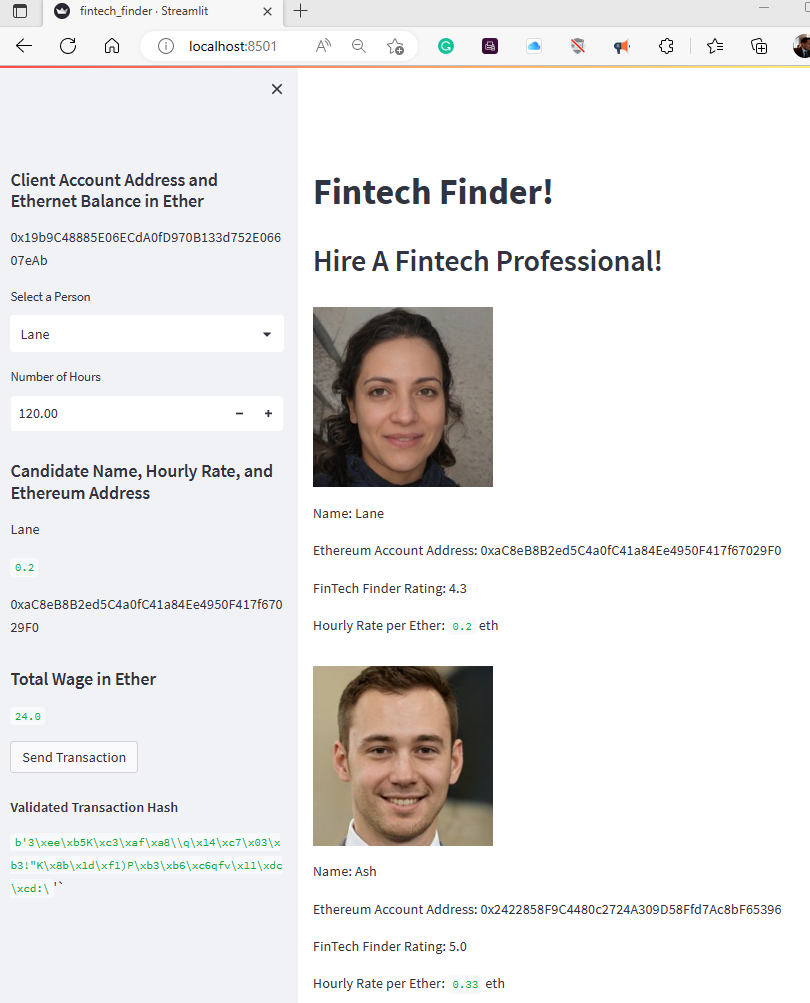 fintech_finder · Streamlit
localhost:8501
Client Account Address and
Ethernet Balance in Ether
0x19b9C48885E06ECdA0fD970B133d752E066
07eAb
Select a Person
Lane
Number of Hours
120.00
Candidate Name, Hourly Rate, and
Ethereum Address
Lane
0.2
0xaC8eB8B2ed5C4a0fC41a84Ee4950F417f670
29F0
Total Wage in Ether
24.0
Send Transaction
Validated Transaction Hash
b'3\xee\xb5K\xc3\xaf\xa8\\q\x14\xc7\x03\x
b3!"K\x8b\x1d\xf1)P\xb3\xb6\xc6qfv\x11\xdc
\xcd:\'`
Fintech Finder!
Hire A Fintech Professional!
Name: Lane
Ethereum Account Address: 0xaC8eB8B2ed5C4a0fC41a84Ee4950F417f67029F0
FinTech Finder Rating: 4.3
Hourly Rate per Ether: 0.2 eth
Name: Ash
Ethereum Account Address: 0x2422858F9C4480c2724A309D58Ffd7Ac8bF65396
FinTech Finder Rating: 5.0
Hourly Rate per Ether: 0.33 eth